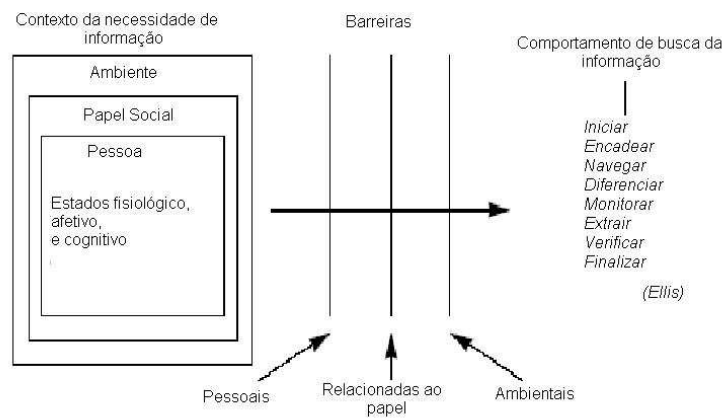 Contexto da necessidade de
informação
Ambiente
Papel Social
Pessoa
Estados fisiológico,
afetivo,
e cognitivo
Barreiras
Pessoais
Relacionadas ao
papel
Ambientais
Comportamento de busca da
informação
Iniciar
Encadear
Navegar
Diferenciar
Monitorar
Extrair
Verificar
Finalizar
(Ellis)